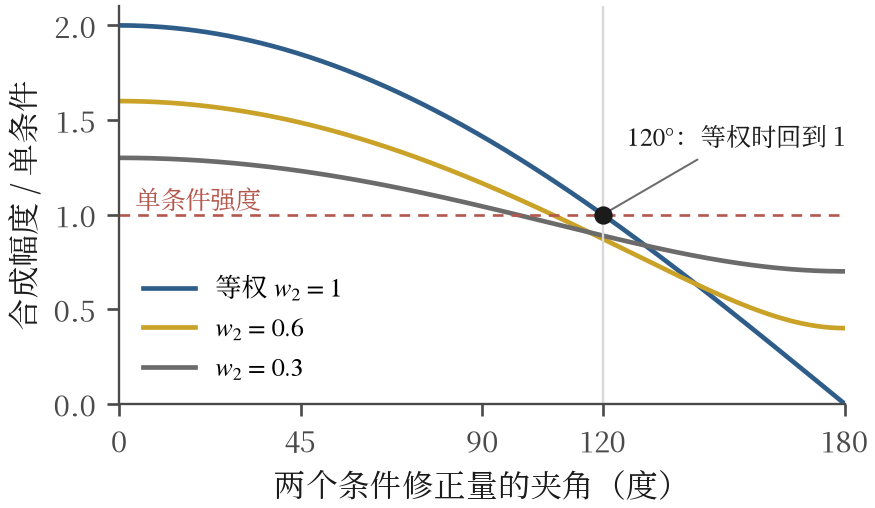 合成幅度 / 单条件
2.0
1.5
1.0
0.5
0.0
120°：等权时回到 1
单条件强度
等权 w₂ = 1
w₂ = 0.6
w₂ = 0.3
0 45 90 120 180
两个条件修正量的夹角（度）